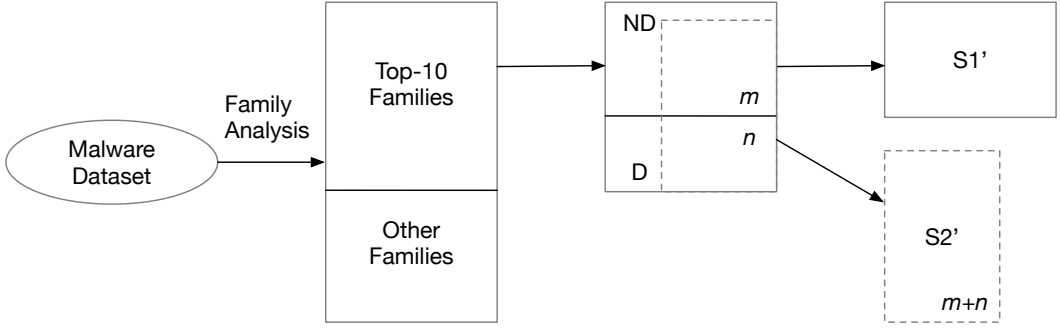 Malware
Dataset
Family
Analysis
Top-10
Families
Other
Families
ND
m
n
D
S1’
S2’
m+n